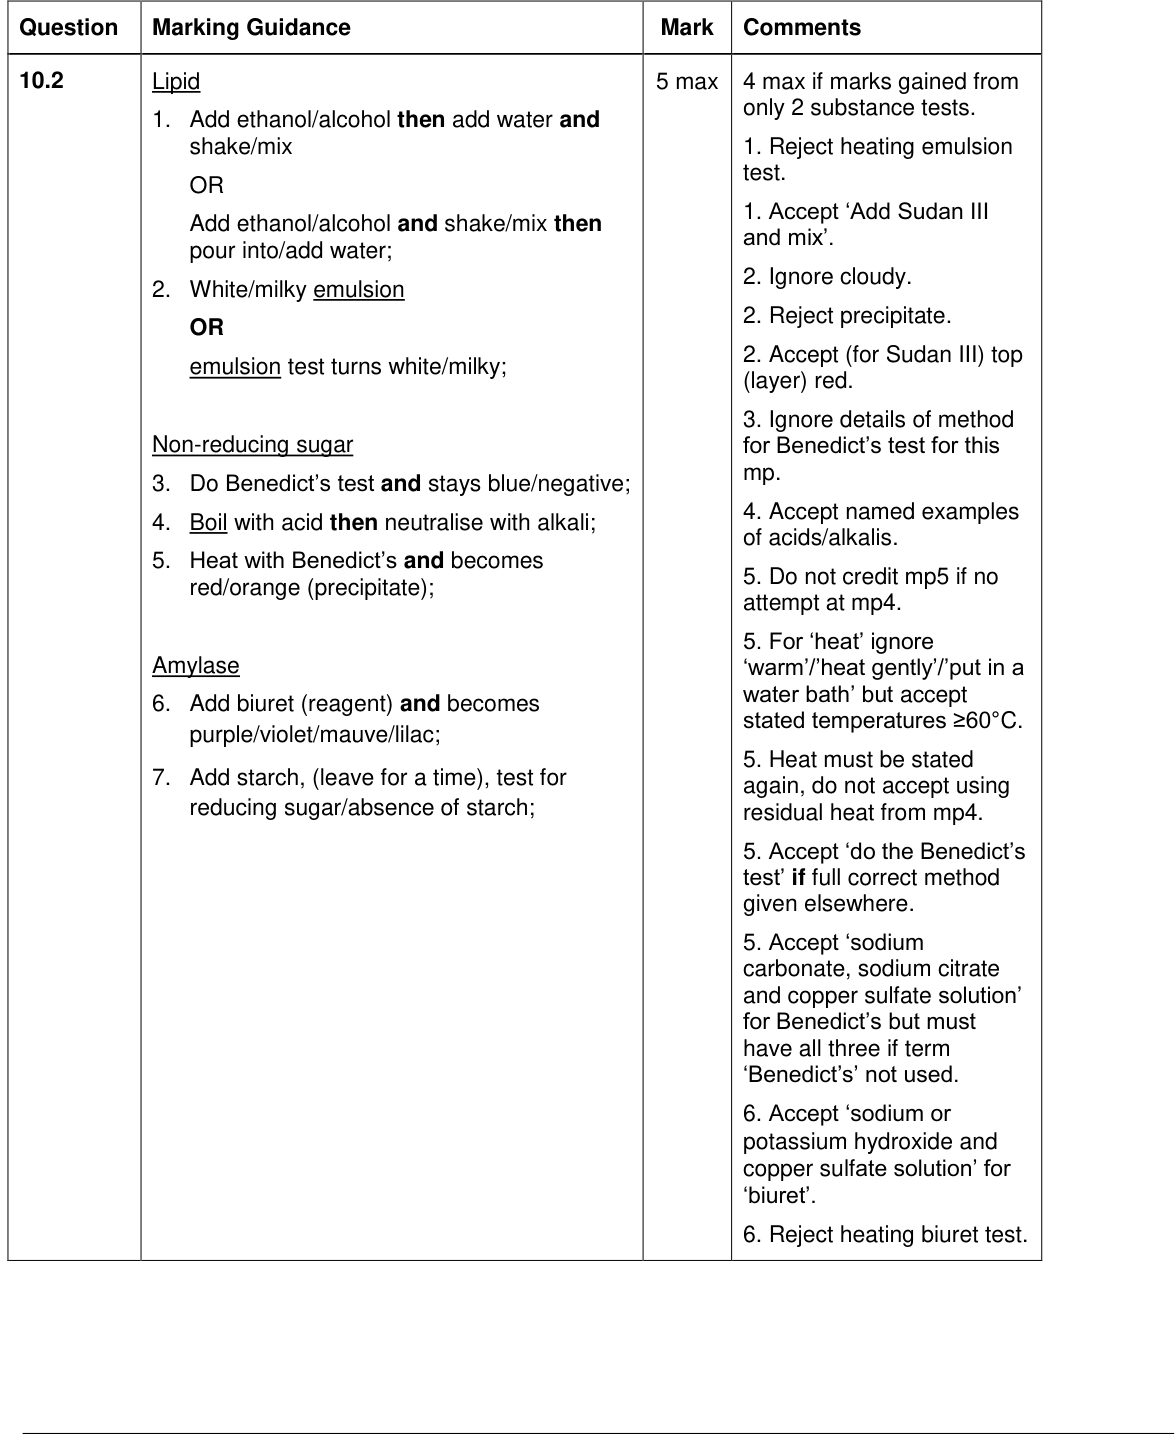 Question Marking Guidance Mark Comments
10.2
Lipid
1. Add ethanol/alcohol then add water and
shake/mix
OR
Add ethanol/alcohol and shake/mix then
pour into/add water;
2. White/milky emulsion
OR
emulsion test turns white/milky;
Non-reducing sugar
3. Do Benedict’s test and stays blue/negative;
4. Boil with acid then neutralise with alkali;
5. Heat with Benedict’s and becomes
red/orange (precipitate);
Amylase
6. Add biuret (reagent) and becomes
purple/violet/mauve/lilac;
7. Add starch, (leave for a time), test for
reducing sugar/absence of starch;
5 max
4 max if marks gained from
only 2 substance tests.
1. Reject heating emulsion
test.
1. Accept ‘Add Sudan III
and mix’.
2. Ignore cloudy.
2. Reject precipitate.
2. Accept (for Sudan III) top
(layer) red.
3. Ignore details of method
for Benedict’s test for this
mp.
4. Accept named examples
of acids/alkalis.
5. Do not credit mp5 if no
attempt at mp4.
5. For ‘heat’ ignore
‘warm’/’heat gently’/’put in a
water bath’ but accept
stated temperatures ≥60°C.
5. Heat must be stated
again, do not accept using
residual heat from mp4.
5. Accept ‘do the Benedict’s
test’ if full correct method
given elsewhere.
5. Accept ‘sodium
carbonate, sodium citrate
and copper sulfate solution’
for Benedict’s but must
have all three if term
‘Benedict’s’ not used.
6. Accept ‘sodium or
potassium hydroxide and
copper sulfate solution’ for
‘biuret’.
6. Reject heating biuret test.